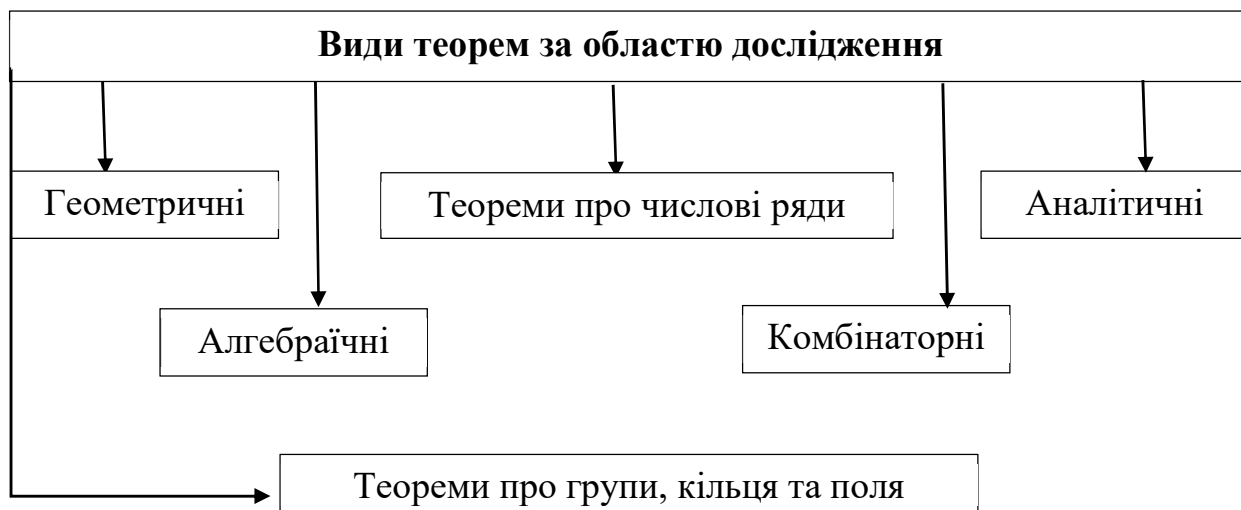 Види теорем за областю дослідження
Геометричні
Теореми про числові ряди
Аналітичні
Алгебраїчні
Комбінаторні
Теореми про групи, кільця та поля